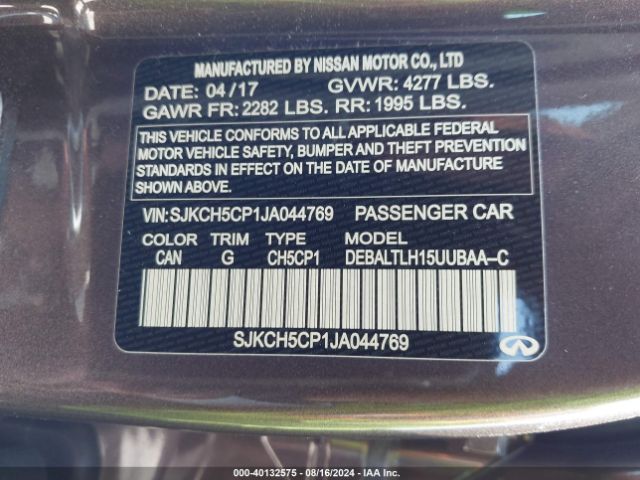 MANUFACTURED BY NISSAN MOTOR CO., LTD
DATE: 04/17 GVWR: 4277 LBS.
GAWR FR: 2282 LBS. RR: 1995 LBS.
THIS VEHICLE CONFORMS TO ALL APPLICABLE FEDERAL
MOTOR VEHICLE SAFETY, BUMPER AND THEFT PREVENTION
STANDARDS IN EFFECT ON THE DATE OF MANUFACTURE
SHOWN ABOVE.
VIN:SJKCH5CP1JA044769 PASSENGER CAR
COLOR TRIM TYPE MODEL
CAN G CH5CP1 DEBALTLH15UUBAA-C
SJKCH5CP1JA044769
000-40132575 - 08/16/2024 - IAA Inc.